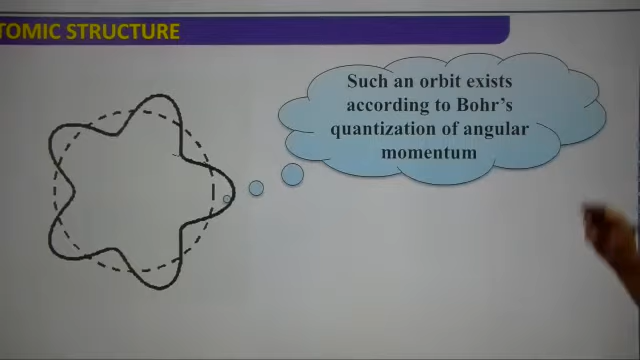 TOMIC STRUCTURE
Such an orbit exists
according to Bohr's
quantization of angular
momentum